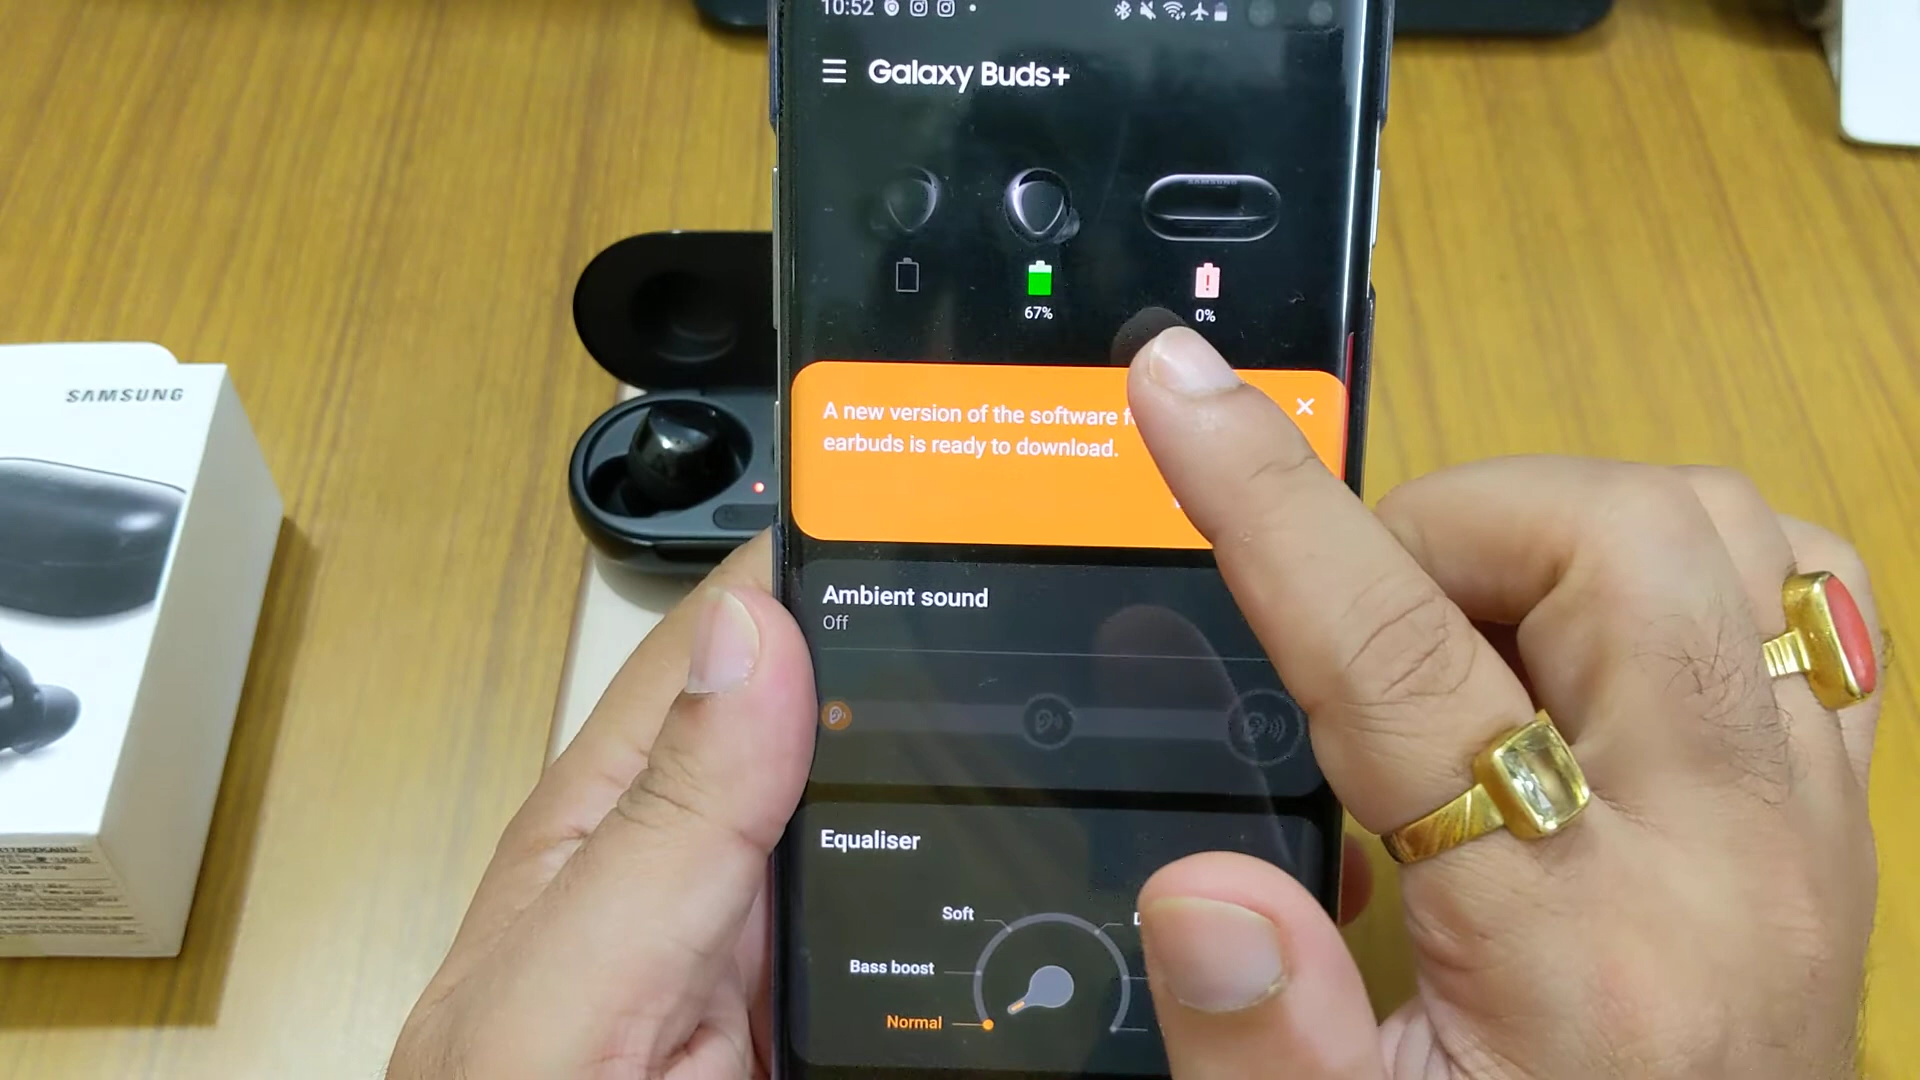 10:52
Galaxy Buds+
SAMSUNG
67%
0%
A new version of the software
earbuds is ready to download.
SAMSUNG
Ambient sound
Off
Equaliser
Soft
Bass boost
Normal